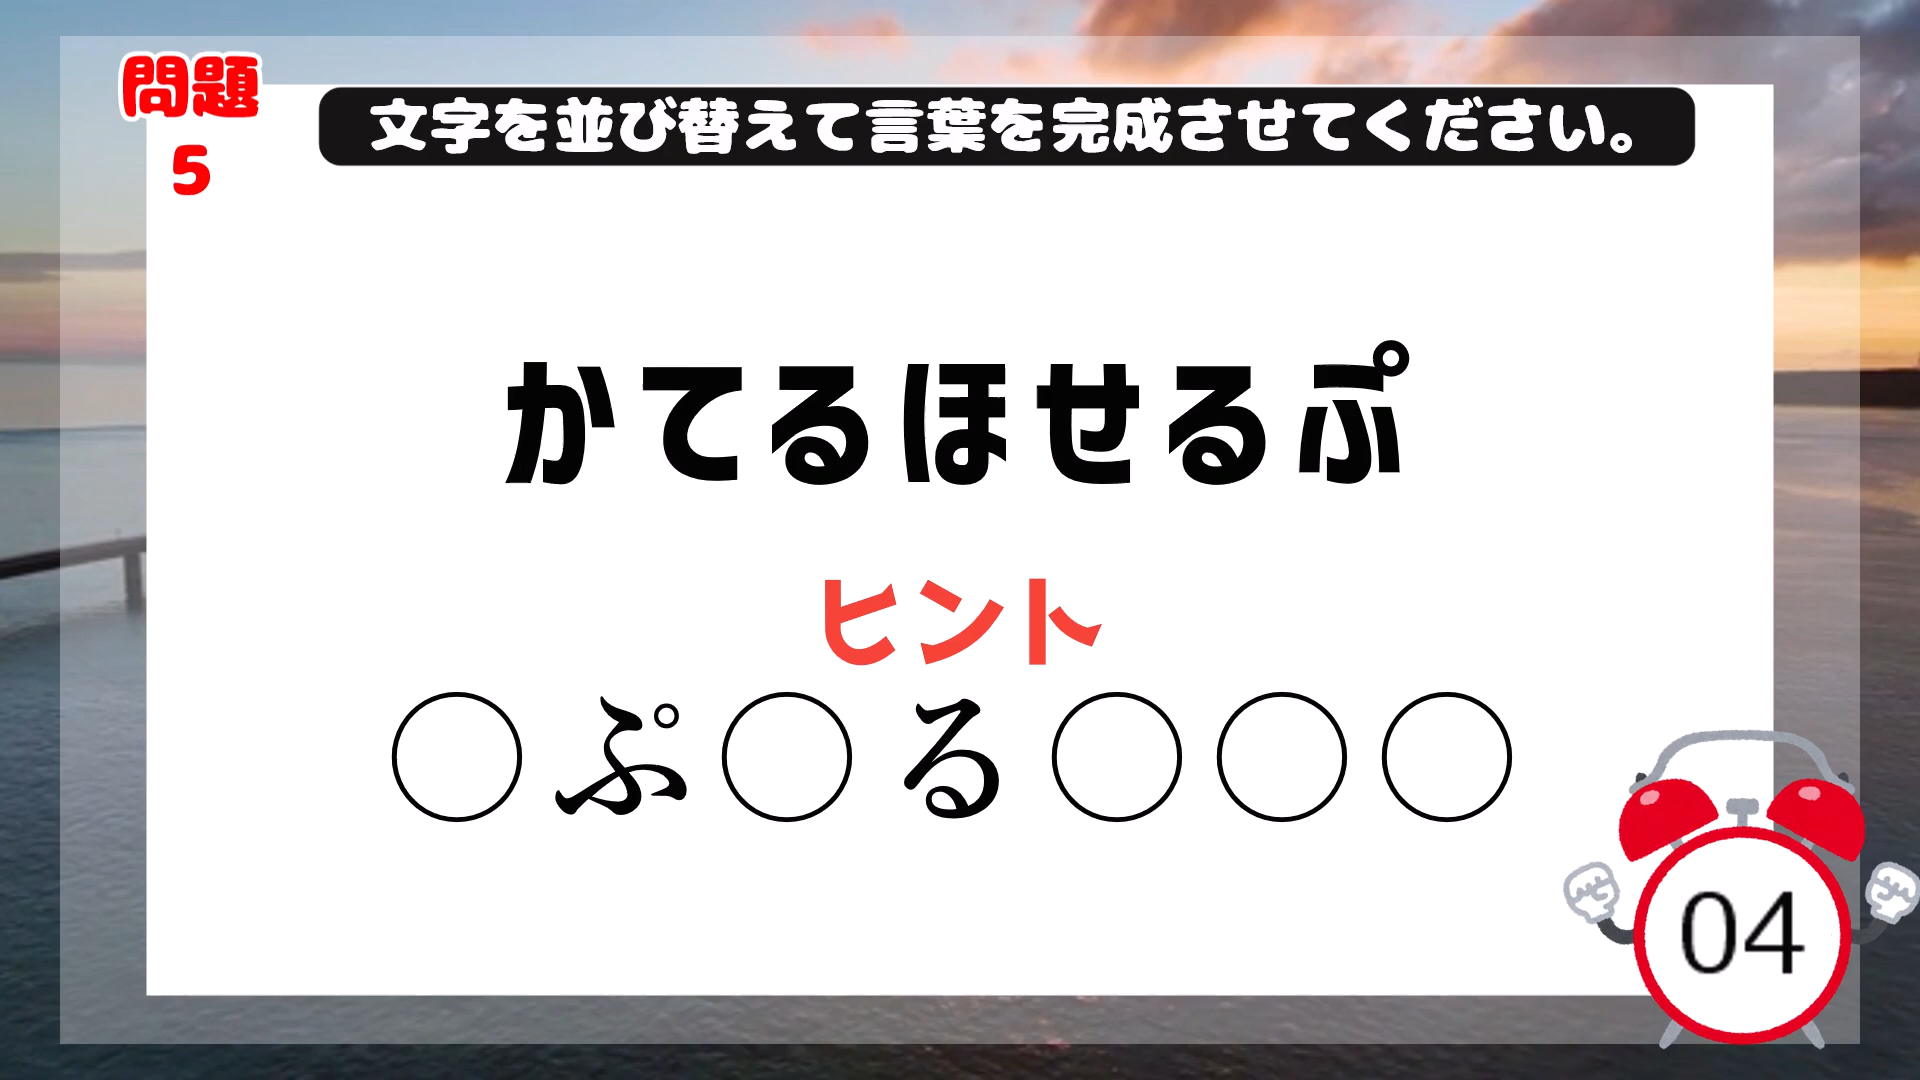 問題
5
文字を並び替えて言葉を完成させてください。
かてるほせるぷ
ヒント
○ぷ○る○○○
04